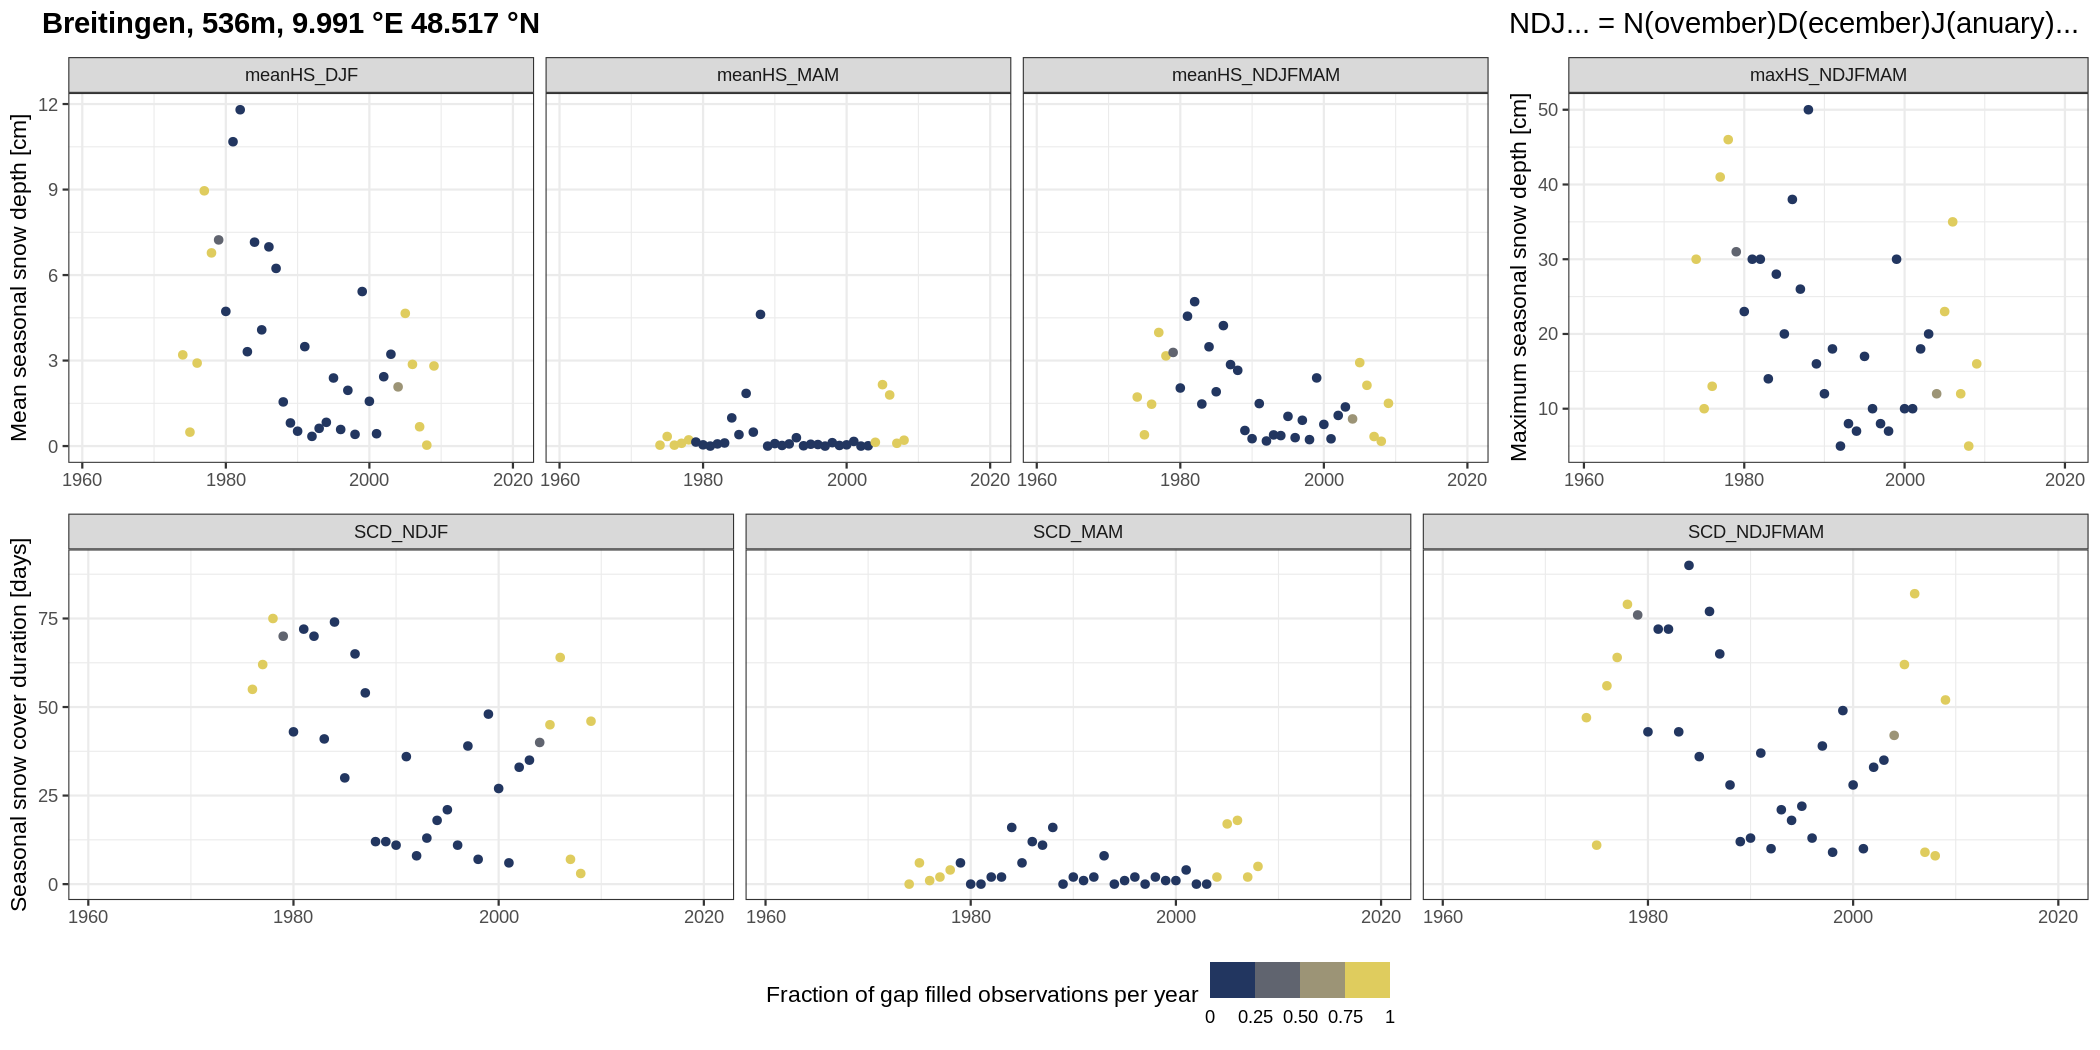 Breitingen, 536m, 9.991 °E 48.517 °N
NDJ... = N(ovember)D(ecember)J(anuary)...
meanHS_DJF
meanHS_MAM
meanHS_NDJFMAM
maxHS_NDJFMAM
Mean seasonal snow depth [cm]
12
9
6
3
0
1960 1980 2000 2020
1960 1980 2000 2020
1960 1980 2000 2020
Maximum seasonal snow depth [cm]
50
40
30
20
10
1960 1980 2000 2020
SCD_NDJF
SCD_MAM
SCD_NDJFMAM
Seasonal snow cover duration [days]
75
50
25
0
1960 1980 2000 2020
1960 1980 2000 2020
1960 1980 2000 2020
Fraction of gap filled observations per year
0 0.25 0.50 0.75 1